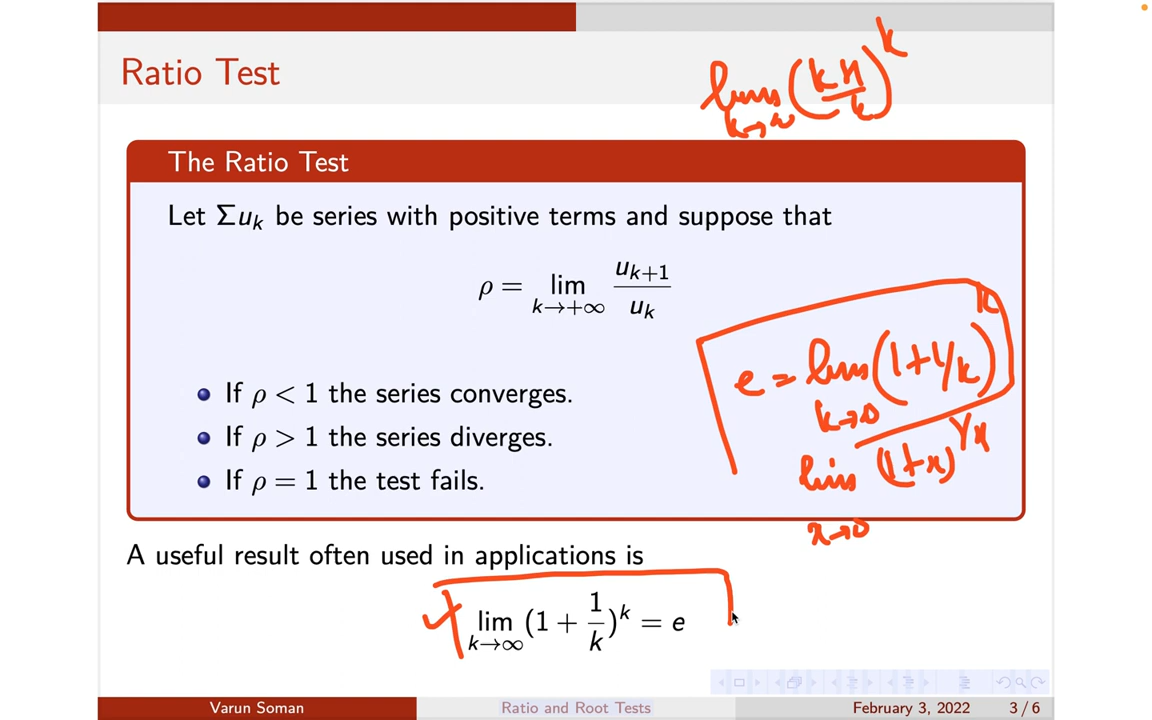 Ratio Test
lim (k+1/k)^k
k→∞
The Ratio Test
Let Σu_k be series with positive terms and suppose that
ρ = lim_{k→+∞} u_{k+1}/u_k
e = lim (1+1/k)^k
k→0
lim (1+x)^{1/x}
x→0
• If ρ < 1 the series converges.
• If ρ > 1 the series diverges.
• If ρ = 1 the test fails.
A useful result often used in applications is
lim_{k→∞} (1 + 1/k)^k = e
Varun Soman Ratio and Root Tests February 3, 2022 3 / 6